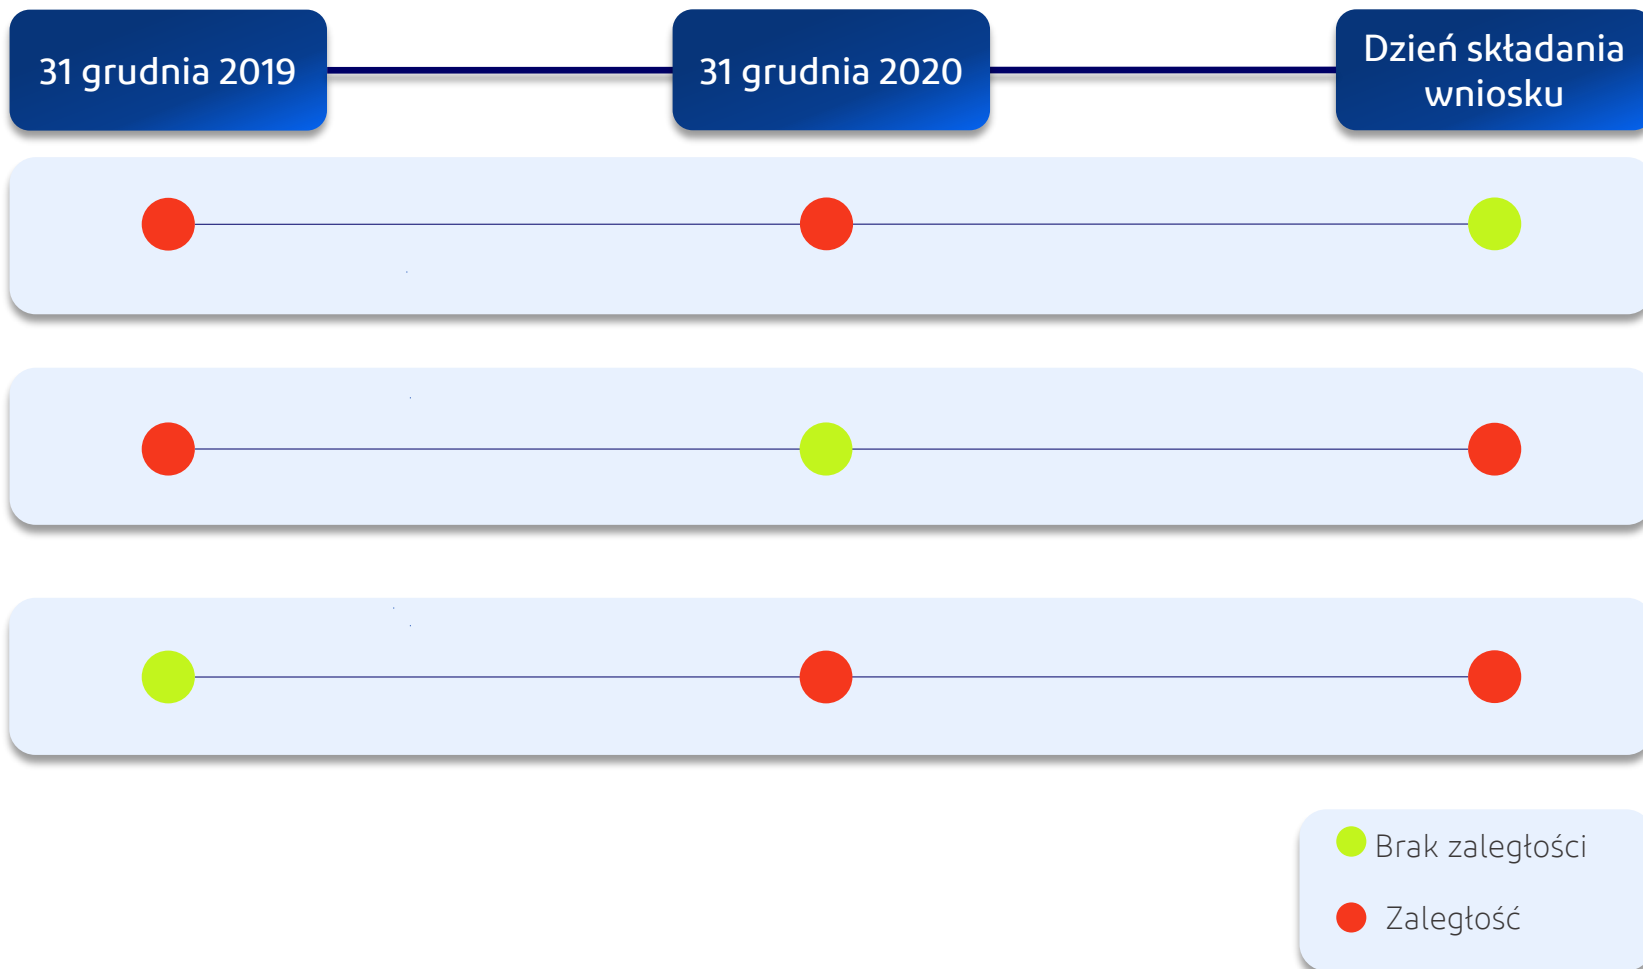 31 grudnia 2019
31 grudnia 2020
Dzień składania
wniosku
Brak zaległości
Zaległość